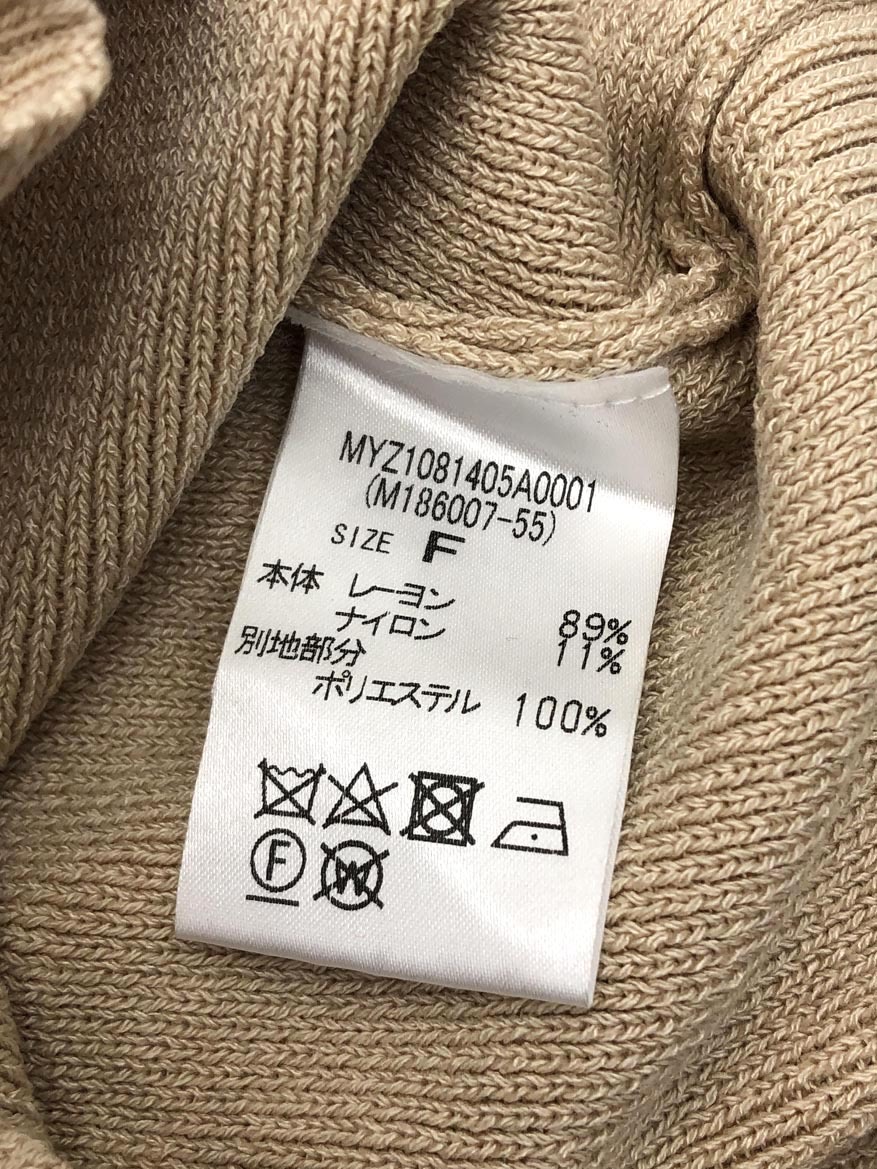 MYZ1081405A0001
(M186007-55)
SIZE F
本体 レーヨン 89%
ナイロン 11%
別地部分
ポリエステル 100%
F W